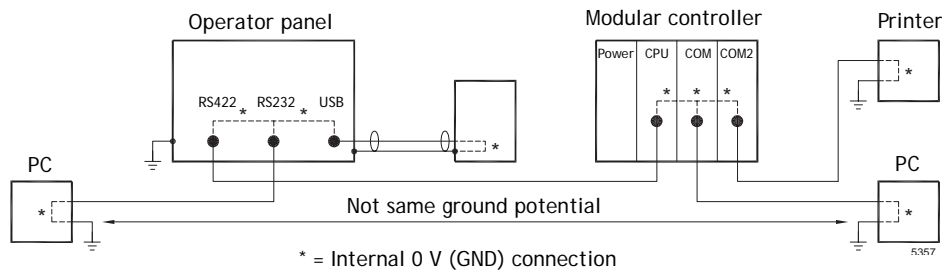 Operator panel
Modular controller
Printer
Power CPU COM COM2
*
* * *
RS422 * RS232 * USB
*
PC
PC
*
Not same ground potential
*
5357
* = Internal 0 V (GND) connection